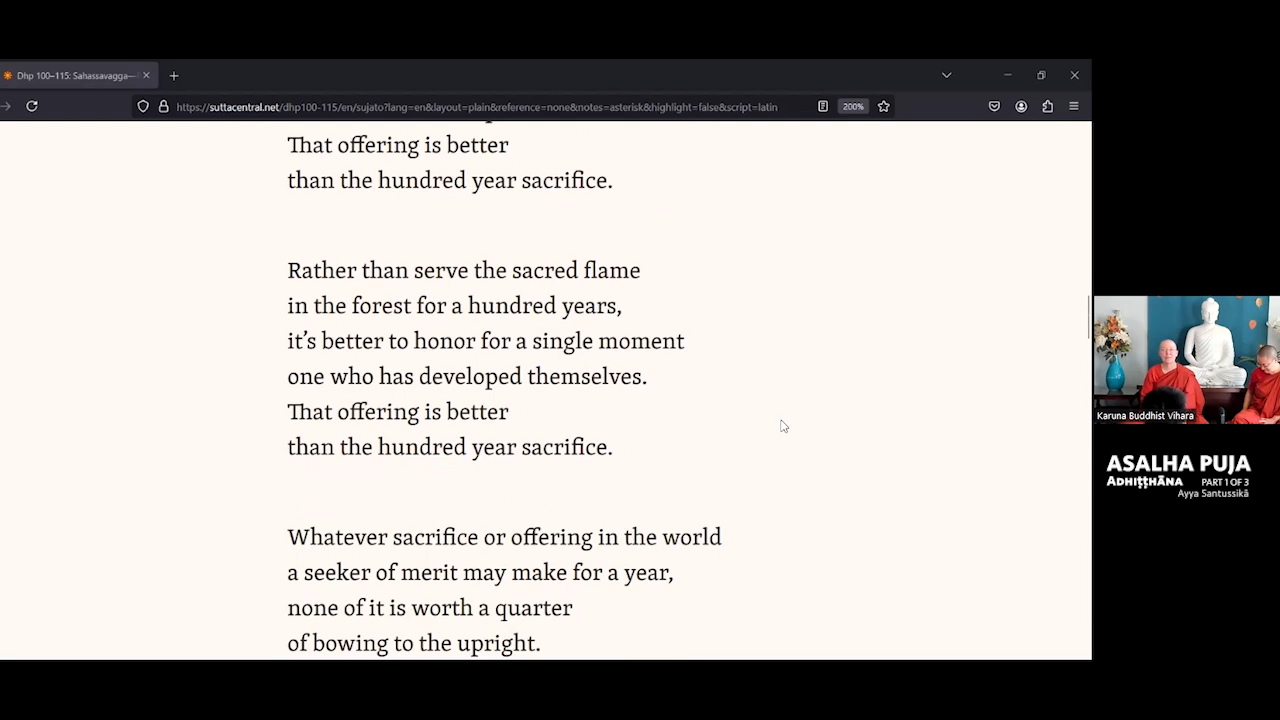 Dhp 100–115: Sahassavagga—
https://suttacentral.net/dhp100-115/en/sujato?lang=en&layout=plain&reference=none&notes=asterisk&highlight=false&script=latin
200%
That offering is better
than the hundred year sacrifice.
Rather than serve the sacred flame
in the forest for a hundred years,
it’s better to honor for a single moment
one who has developed themselves.
That offering is better
than the hundred year sacrifice.
Whatever sacrifice or offering in the world
a seeker of merit may make for a year,
none of it is worth a quarter
of bowing to the upright.
Karuna Buddhist Vihara
ASALHA PUJA
ADHIṬṬHĀNA PART 1 OF 3
Ayya Santussikā